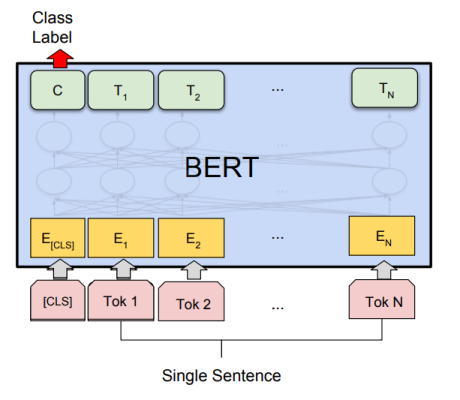 Class
Label
C T1 T2 ... TN
...
BERT
...
E[CLS] E1 E2 ... EN
[CLS] Tok 1 Tok 2 ... Tok N
Single Sentence